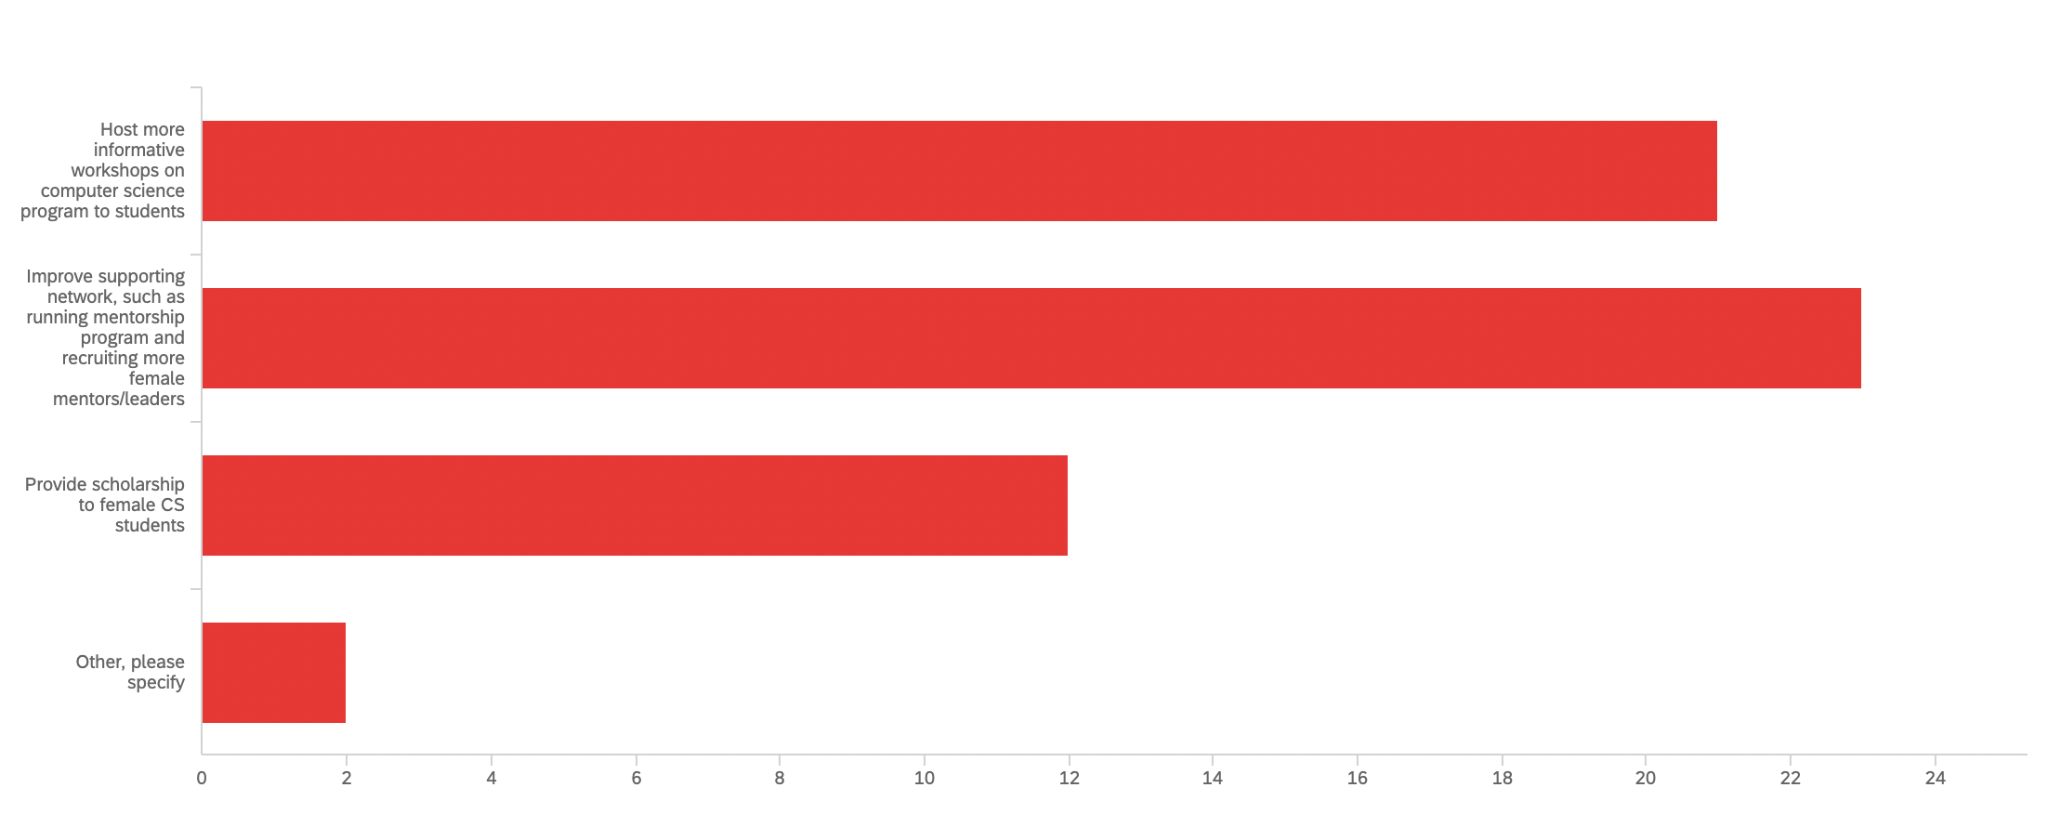 Host more
informative
workshops on
computer science
program to students
Improve supporting
network, such as
running mentorship
program and
recruiting more
female
mentors/leaders
Provide scholarship
to female CS
students
Other, please
specify
0 2 4 6 8 10 12 14 16 18 20 22 24